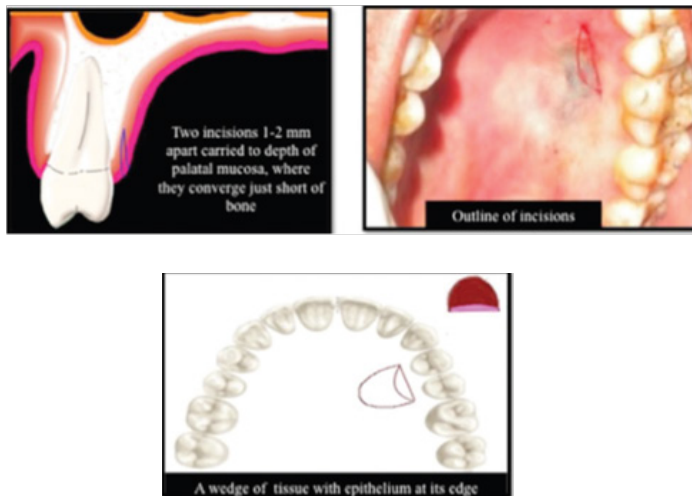 Two incisions 1-2 mm
apart carried to depth of
palatal mucosa, where
they converge just short of
bone
Outline of incisions
A wedge of tissue with epithelium at its edge